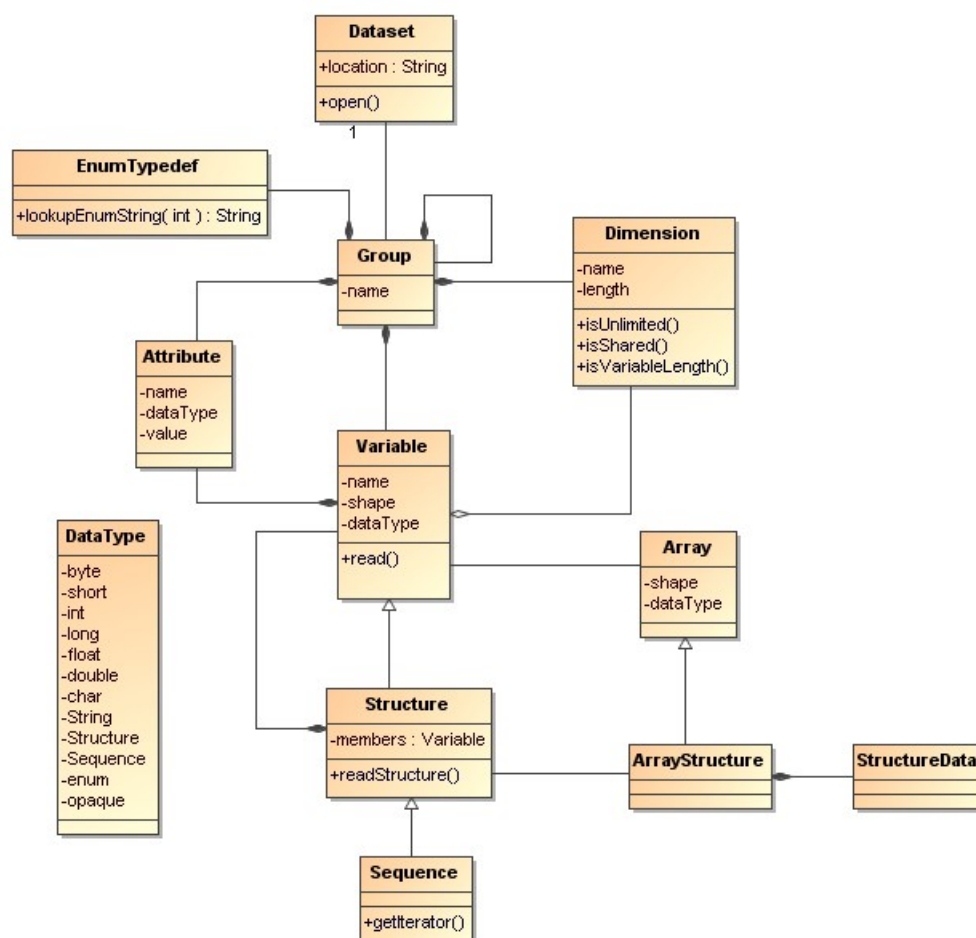 Dataset
+location : String
+open()
1
EnumTypedef
+lookupEnumString( int ) : String
Group
-name
Dimension
-name
-length
+isUnlimited()
+isShared()
+isVariableLength()
Attribute
-name
-dataType
-value
Variable
-name
-shape
-dataType
+read()
DataType
-byte
-short
-int
-long
-float
-double
-char
-String
-Structure
-Sequence
-enum
-opaque
Array
-shape
-dataType
Structure
-members : Variable
+readStructure()
ArrayStructure
StructureData
Sequence
+getIterator()